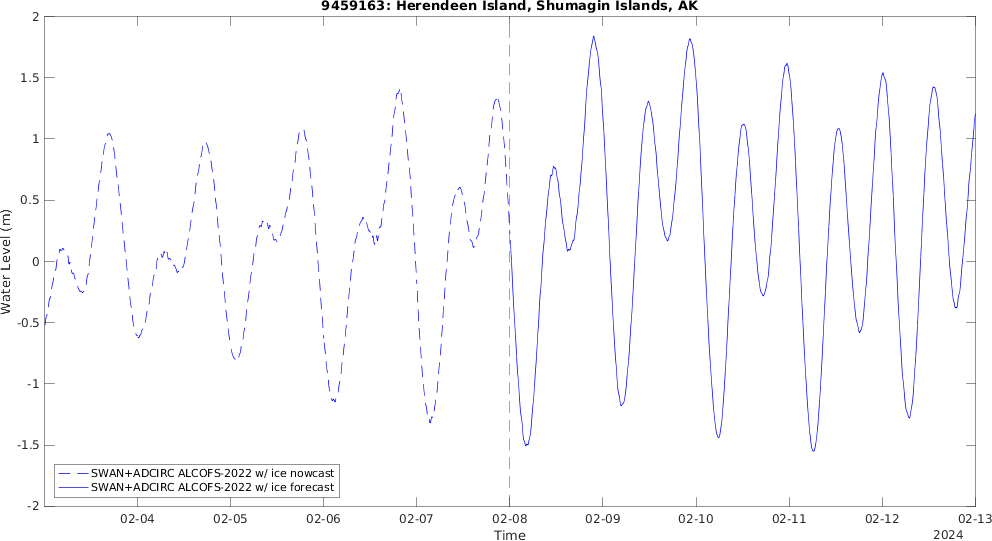 9459163: Herendeen Island, Shumagin Islands, AK
Water Level (m)
2
1.5
1
0.5
0
-0.5
-1
-1.5
-2
SWAN+ADCIRC ALCOFS-2022 w/ ice nowcast
SWAN+ADCIRC ALCOFS-2022 w/ ice forecast
02-04 02-05 02-06 02-07 02-08 02-09 02-10 02-11 02-12 02-13
Time
2024